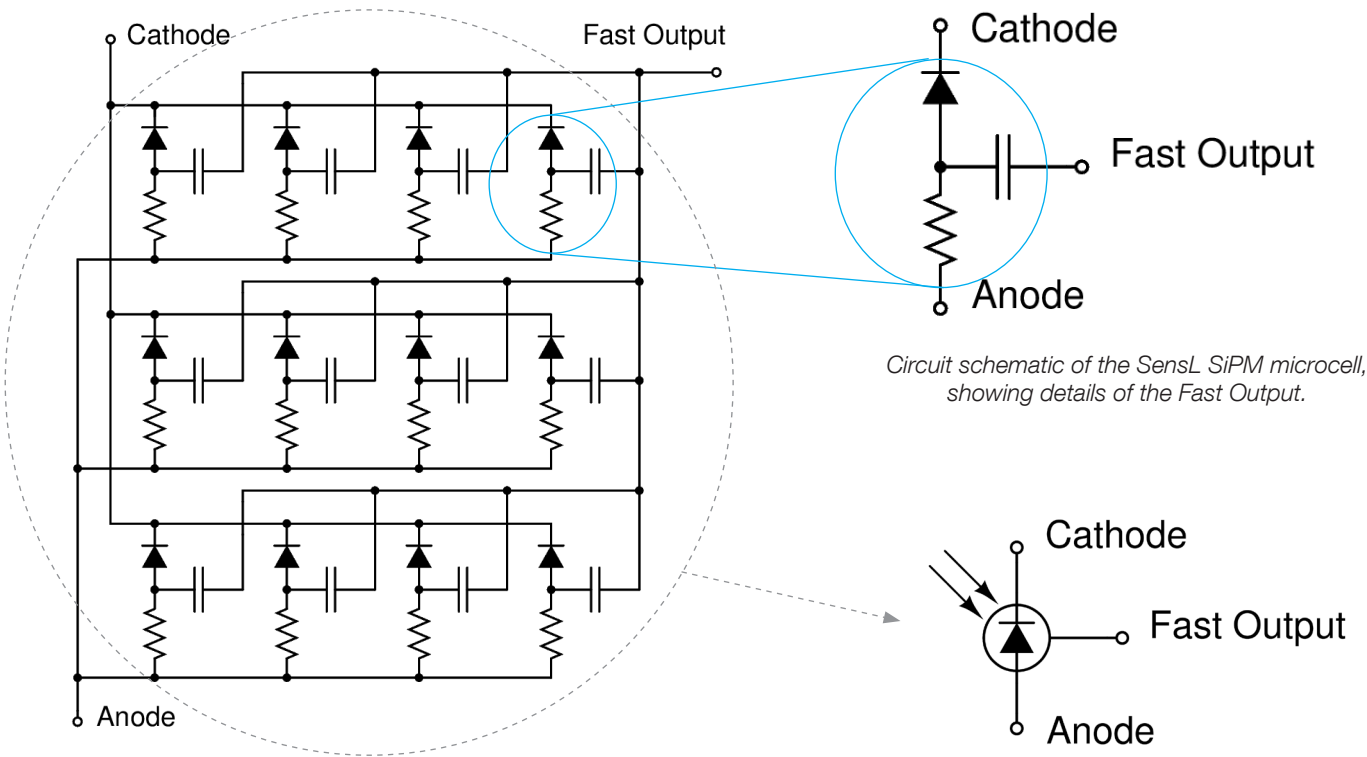 Cathode
Fast Output
Anode
Cathode
Fast Output
Anode
Circuit schematic of the SensL SiPM microcell,
showing details of the Fast Output.
Cathode
Fast Output
Anode